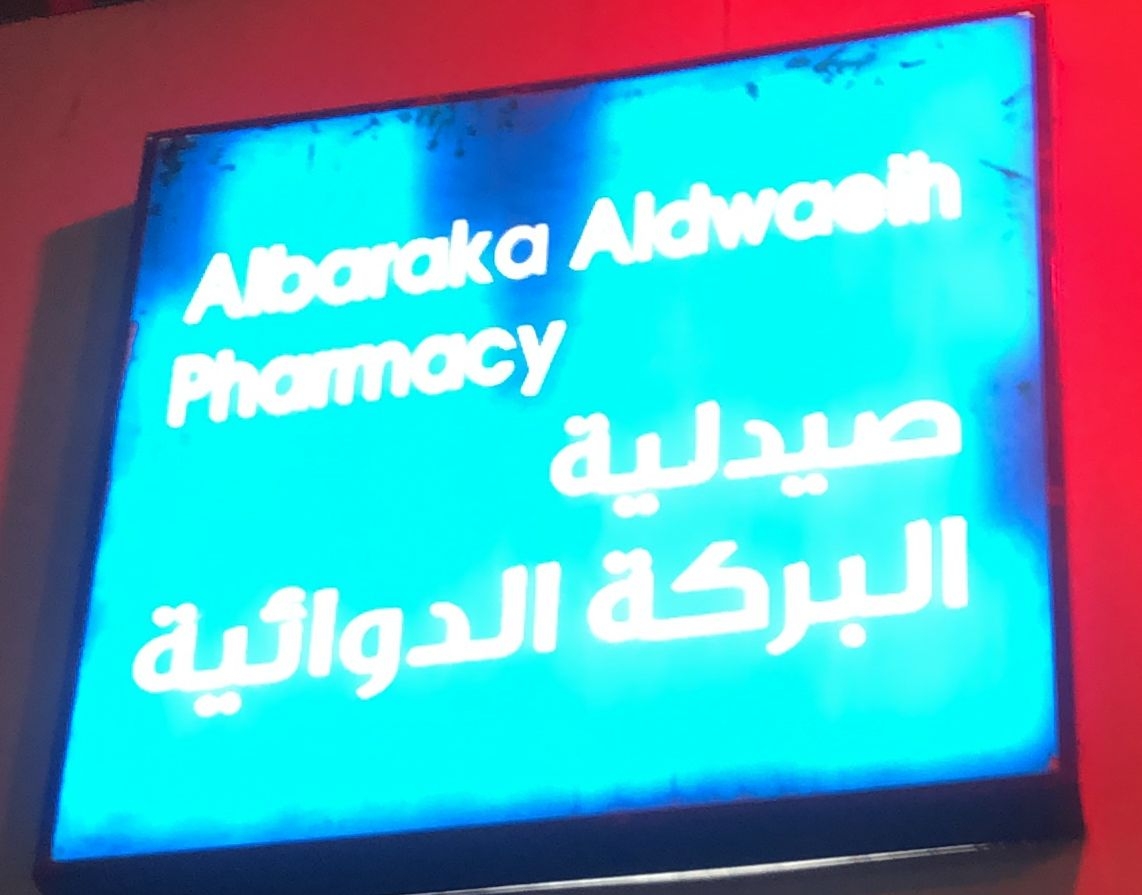 Albaraka Aldwaeih
Pharmacy
صيدلية
البركة الدوائية